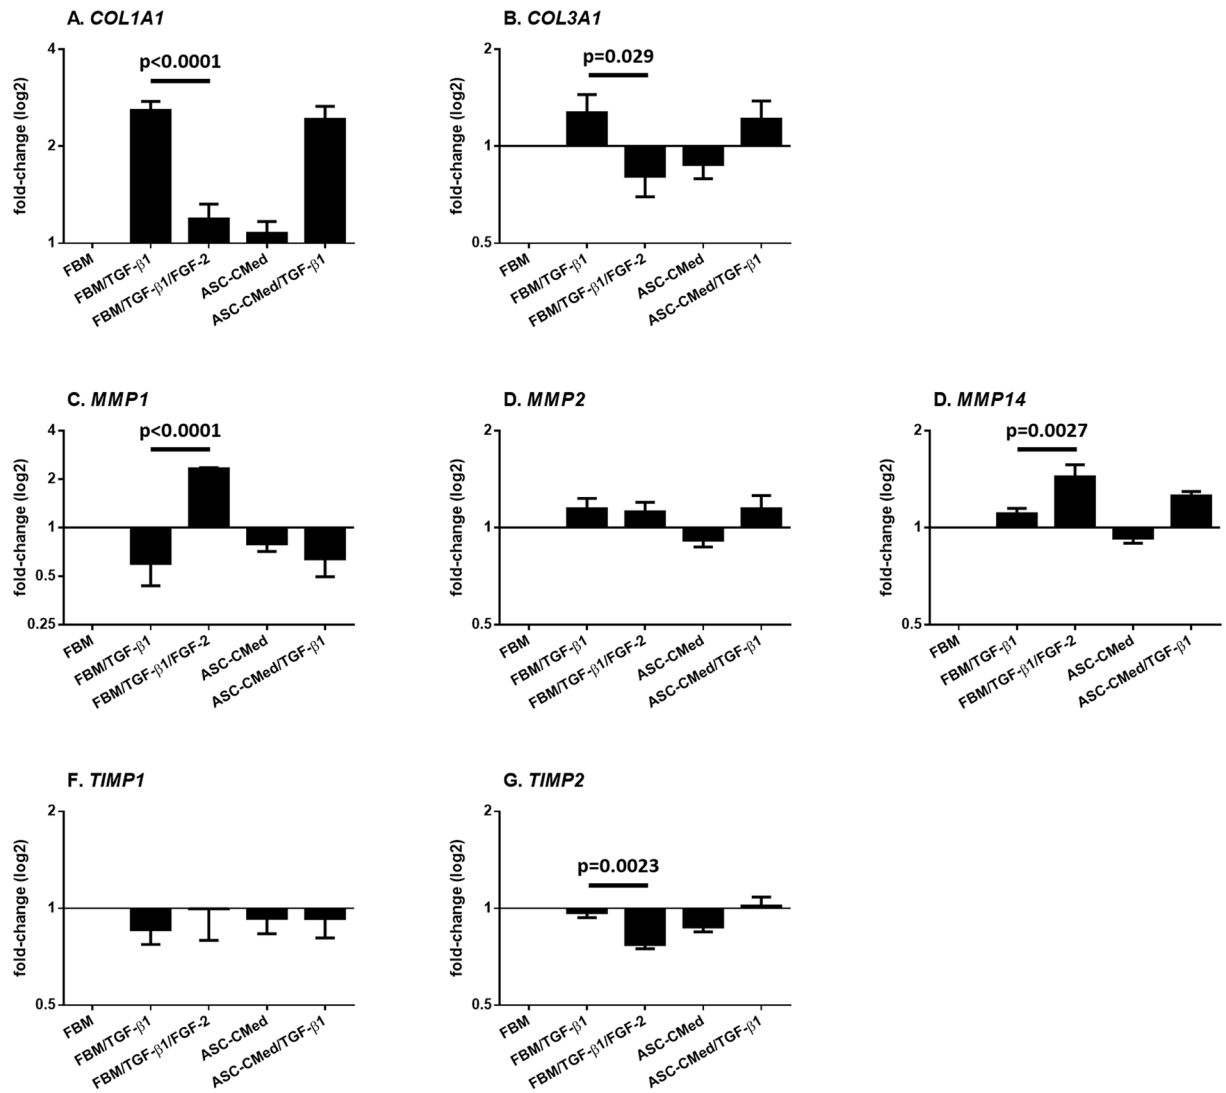 A. COL1A1
fold-change (log2)
4
2
1
p<0.0001
FBM
FBM/TGF-β1
FBM/TGF-β1/FGF-2
ASC-CMed
ASC-CMed/TGF-β1
B. COL3A1
fold-change (log2)
2
1
0.5
p=0.029
FBM
FBM/TGF-β1
FBM/TGF-β1/FGF-2
ASC-CMed
ASC-CMed/TGF-β1
C. MMP1
fold-change (log2)
4
2
1
0.5
0.25
p<0.0001
FBM
FBM/TGF-β1
FBM/TGF-β1/FGF-2
ASC-CMed
ASC-CMed/TGF-β1
D. MMP2
fold-change (log2)
2
1
0.5
FBM
FBM/TGF-β1
FBM/TGF-β1/FGF-2
ASC-CMed
ASC-CMed/TGF-β1
D. MMP14
fold-change (log2)
2
1
0.5
p=0.0027
FBM
FBM/TGF-β1
FBM/TGF-β1/FGF-2
ASC-CMed
ASC-CMed/TGF-β1
F. TIMP1
fold-change (log2)
2
1
0.5
FBM
FBM/TGF-β1
FBM/TGF-β1/FGF-2
ASC-CMed
ASC-CMed/TGF-β1
G. TIMP2
fold-change (log2)
2
1
0.5
p=0.0023
FBM
FBM/TGF-β1
FBM/TGF-β1/FGF-2
ASC-CMed
ASC-CMed/TGF-β1